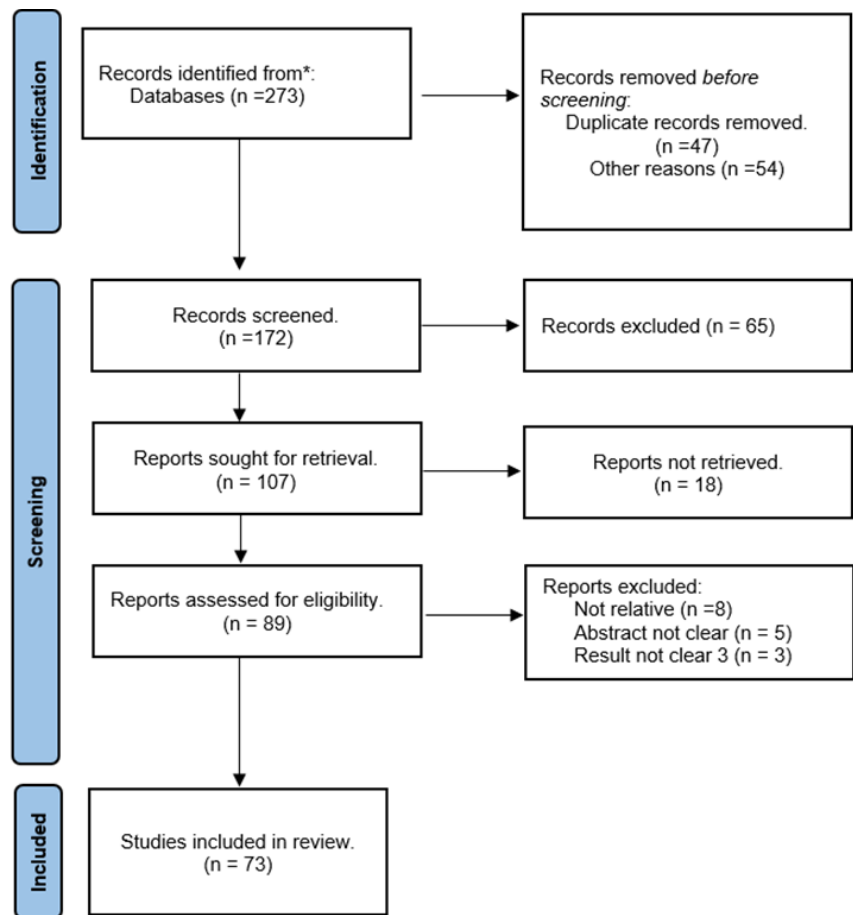 Identification
Records identified from*:
Databases (n =273)
Records removed before
screening:
Duplicate records removed.
(n =47)
Other reasons (n =54)
Screening
Records screened.
(n =172)
Records excluded (n = 65)
Reports sought for retrieval.
(n = 107)
Reports not retrieved.
(n = 18)
Reports assessed for eligibility.
(n = 89)
Reports excluded:
Not relative (n =8)
Abstract not clear (n = 5)
Result not clear 3 (n = 3)
Included
Studies included in review.
(n = 73)